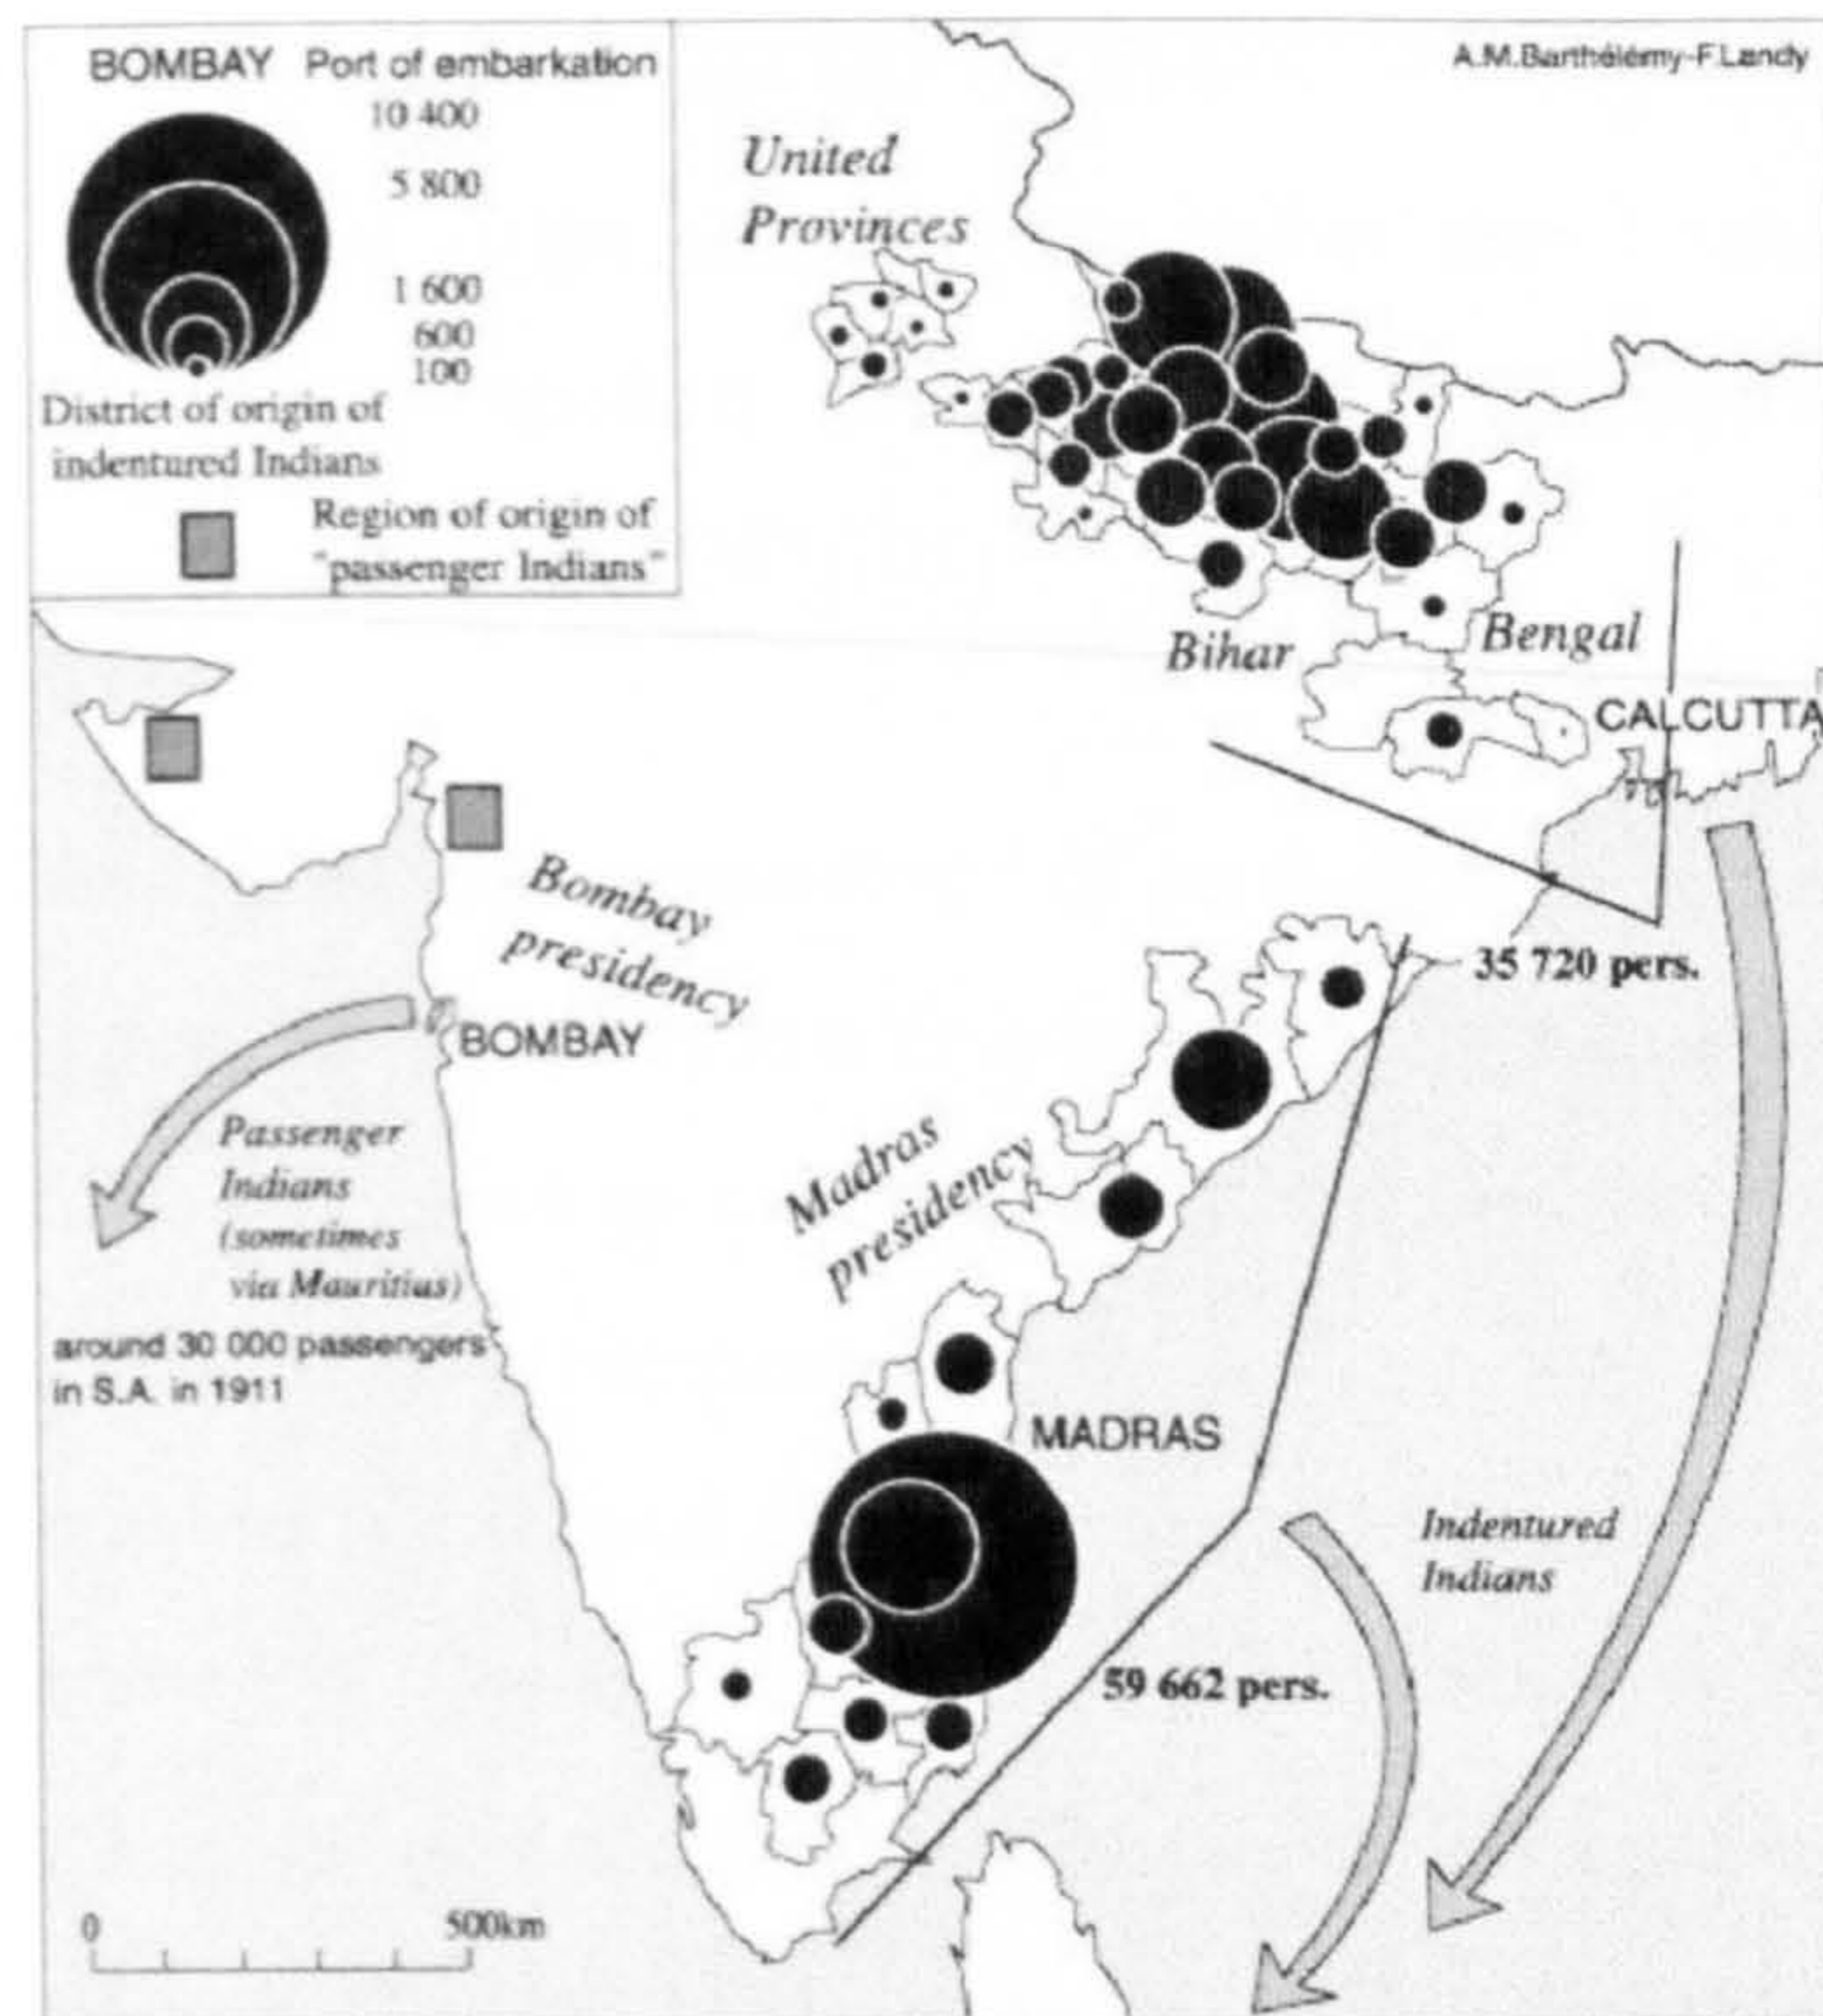 BOMBAY Port of embarkation
10 400
5 800
1 600
600
100
District of origin of
indentured Indians
Region of origin of
"passenger Indians"
A.M.Barthélémy-F.Landy
United
Provinces
Bihar
Bengal
CALCUTTA
Bombay
presidency
35 720 pers.
BOMBAY
Passenger
Indians
(sometimes
via Mauritius)
around 30 000 passengers
in S.A. in 1911
Madras
presidency
MADRAS
Indentured
Indians
59 662 pers.
0 500km